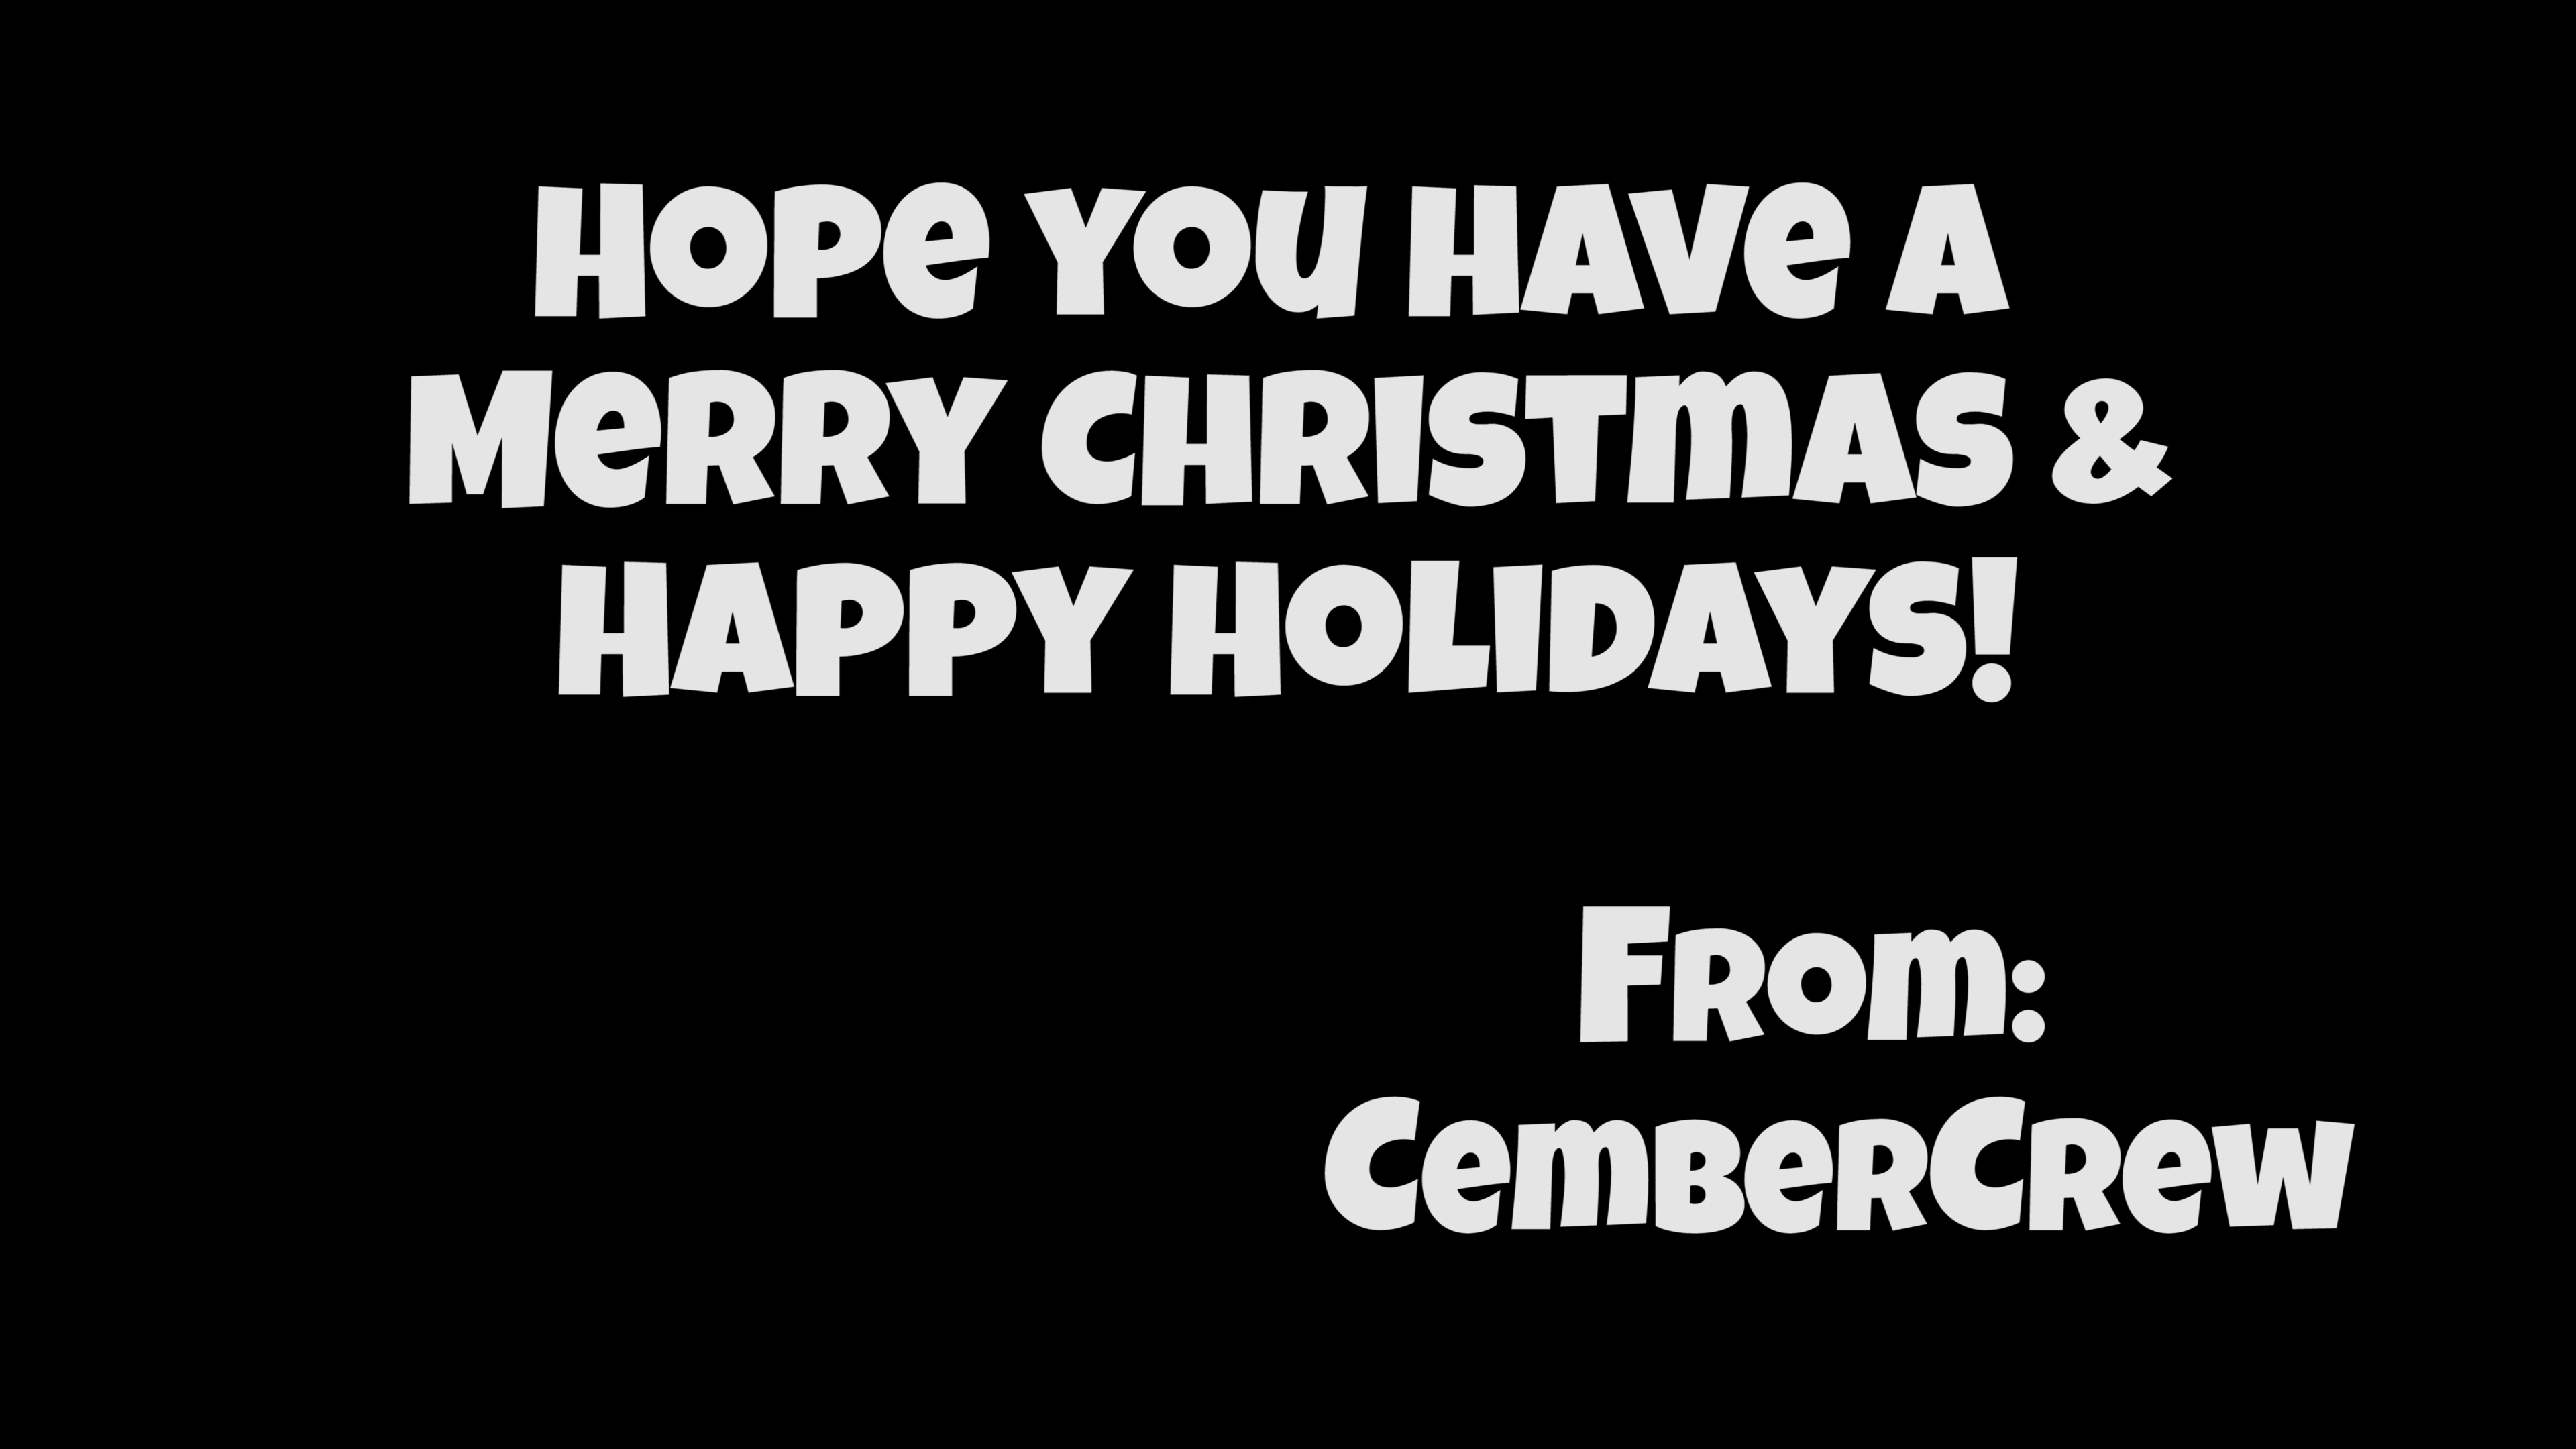 Hope you have a
Merry Christmas &
Happy Holidays!
From:
CemberCrew